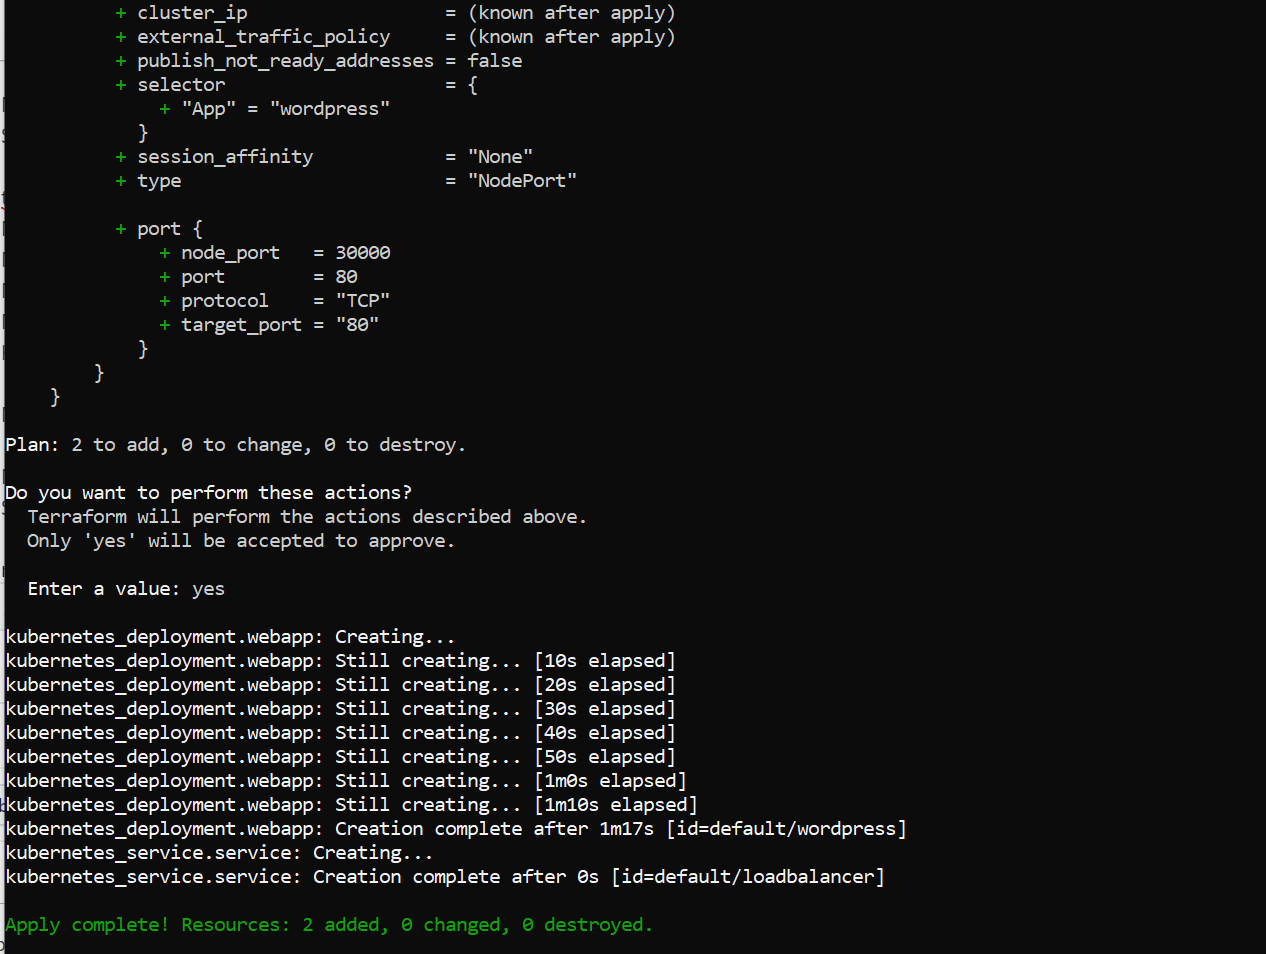 + cluster_ip = (known after apply)
+ external_traffic_policy = (known after apply)
+ publish_not_ready_addresses = false
+ selector = {
+ "App" = "wordpress"
}
+ session_affinity = "None"
+ type = "NodePort"
+ port {
+ node_port = 30000
+ port = 80
+ protocol = "TCP"
+ target_port = "80"
}
}
}
Plan: 2 to add, 0 to change, 0 to destroy.
Do you want to perform these actions?
Terraform will perform the actions described above.
Only 'yes' will be accepted to approve.
Enter a value: yes
kubernetes_deployment.webapp: Creating...
kubernetes_deployment.webapp: Still creating... [10s elapsed]
kubernetes_deployment.webapp: Still creating... [20s elapsed]
kubernetes_deployment.webapp: Still creating... [30s elapsed]
kubernetes_deployment.webapp: Still creating... [40s elapsed]
kubernetes_deployment.webapp: Still creating... [50s elapsed]
kubernetes_deployment.webapp: Still creating... [1m0s elapsed]
kubernetes_deployment.webapp: Still creating... [1m10s elapsed]
kubernetes_deployment.webapp: Creation complete after 1m17s [id=default/wordpress]
kubernetes_service.service: Creating...
kubernetes_service.service: Creation complete after 0s [id=default/loadbalancer]
Apply complete! Resources: 2 added, 0 changed, 0 destroyed.